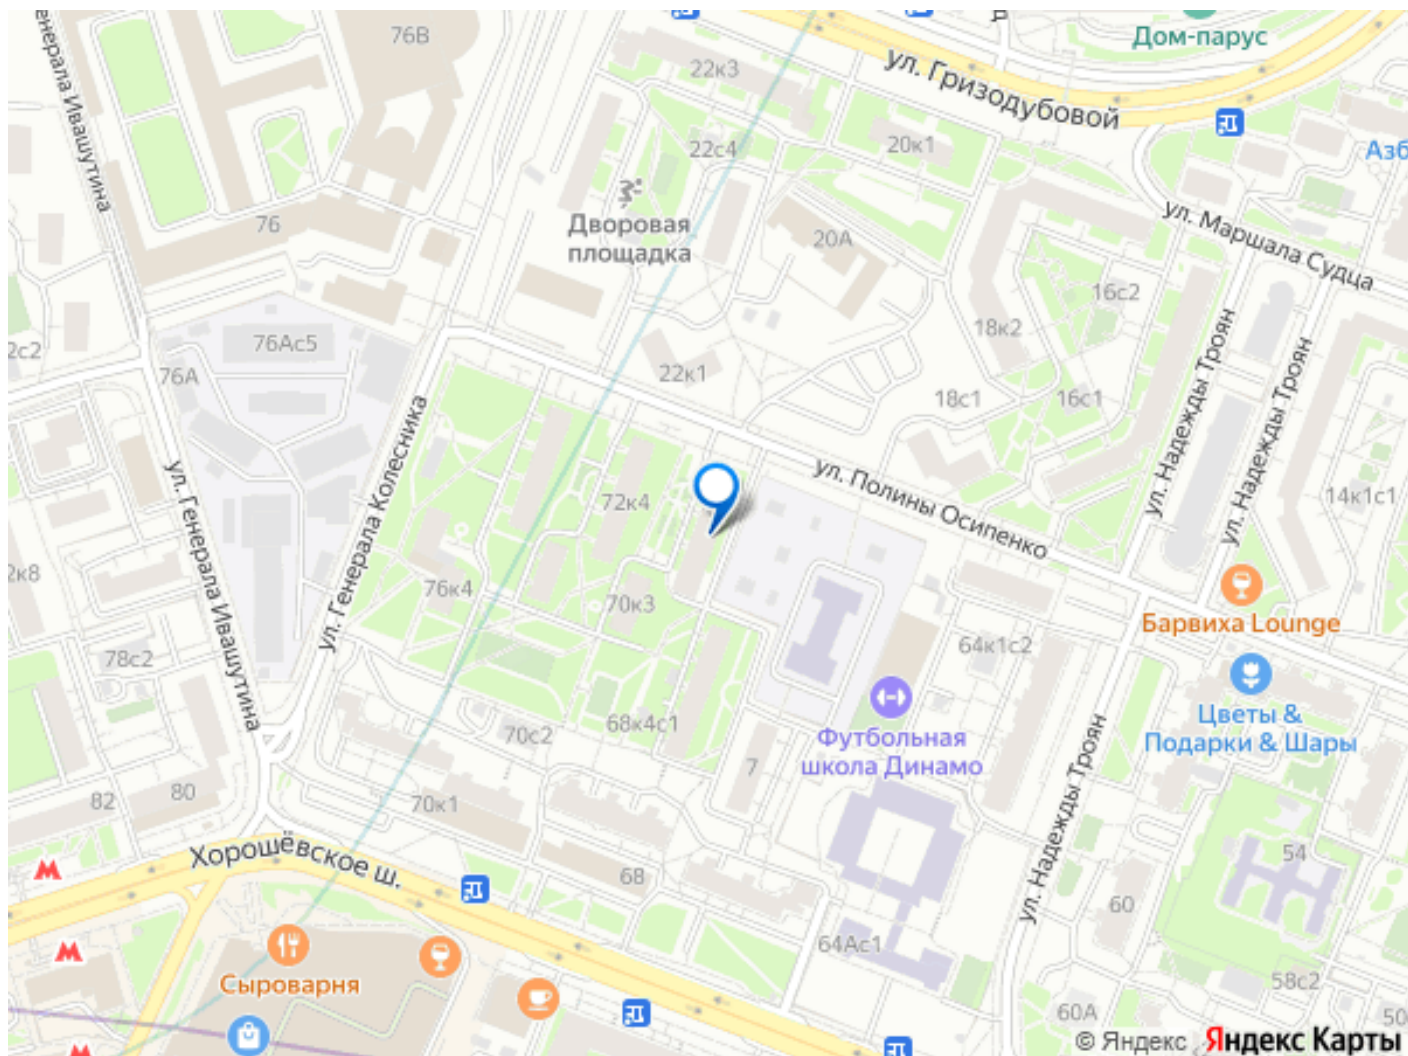 76В
Дом-парус
22к3
ул. Гризодубовой
22с4
20к1
Азб
енерала Ивашутина
Дворовая
площадка
76
20А
ул. Маршала Судца
16с2
18к2
76Ас5
2с2
76А
22к1
18с1
16с1
ул. Надежды Троян
ул. Надежды Троян
ул. Генерала Колесника
ул. Полины Осипенко
72к4
14к1с1
ул. Генерала Ивашутина
2к8
76к4
70к3
Барвиха Lounge
64к1с2
78с2
68к4с1
70с2
7
Футбольная
школа Динамо
Цветы &
Подарки & Шары
82
80
70к1
ул. Надежды Троян
Хорошёвское ш.
68
54
60
64Ас1
Сыроварня
58с2
60А
50
© Яндекс Яндекс Карты